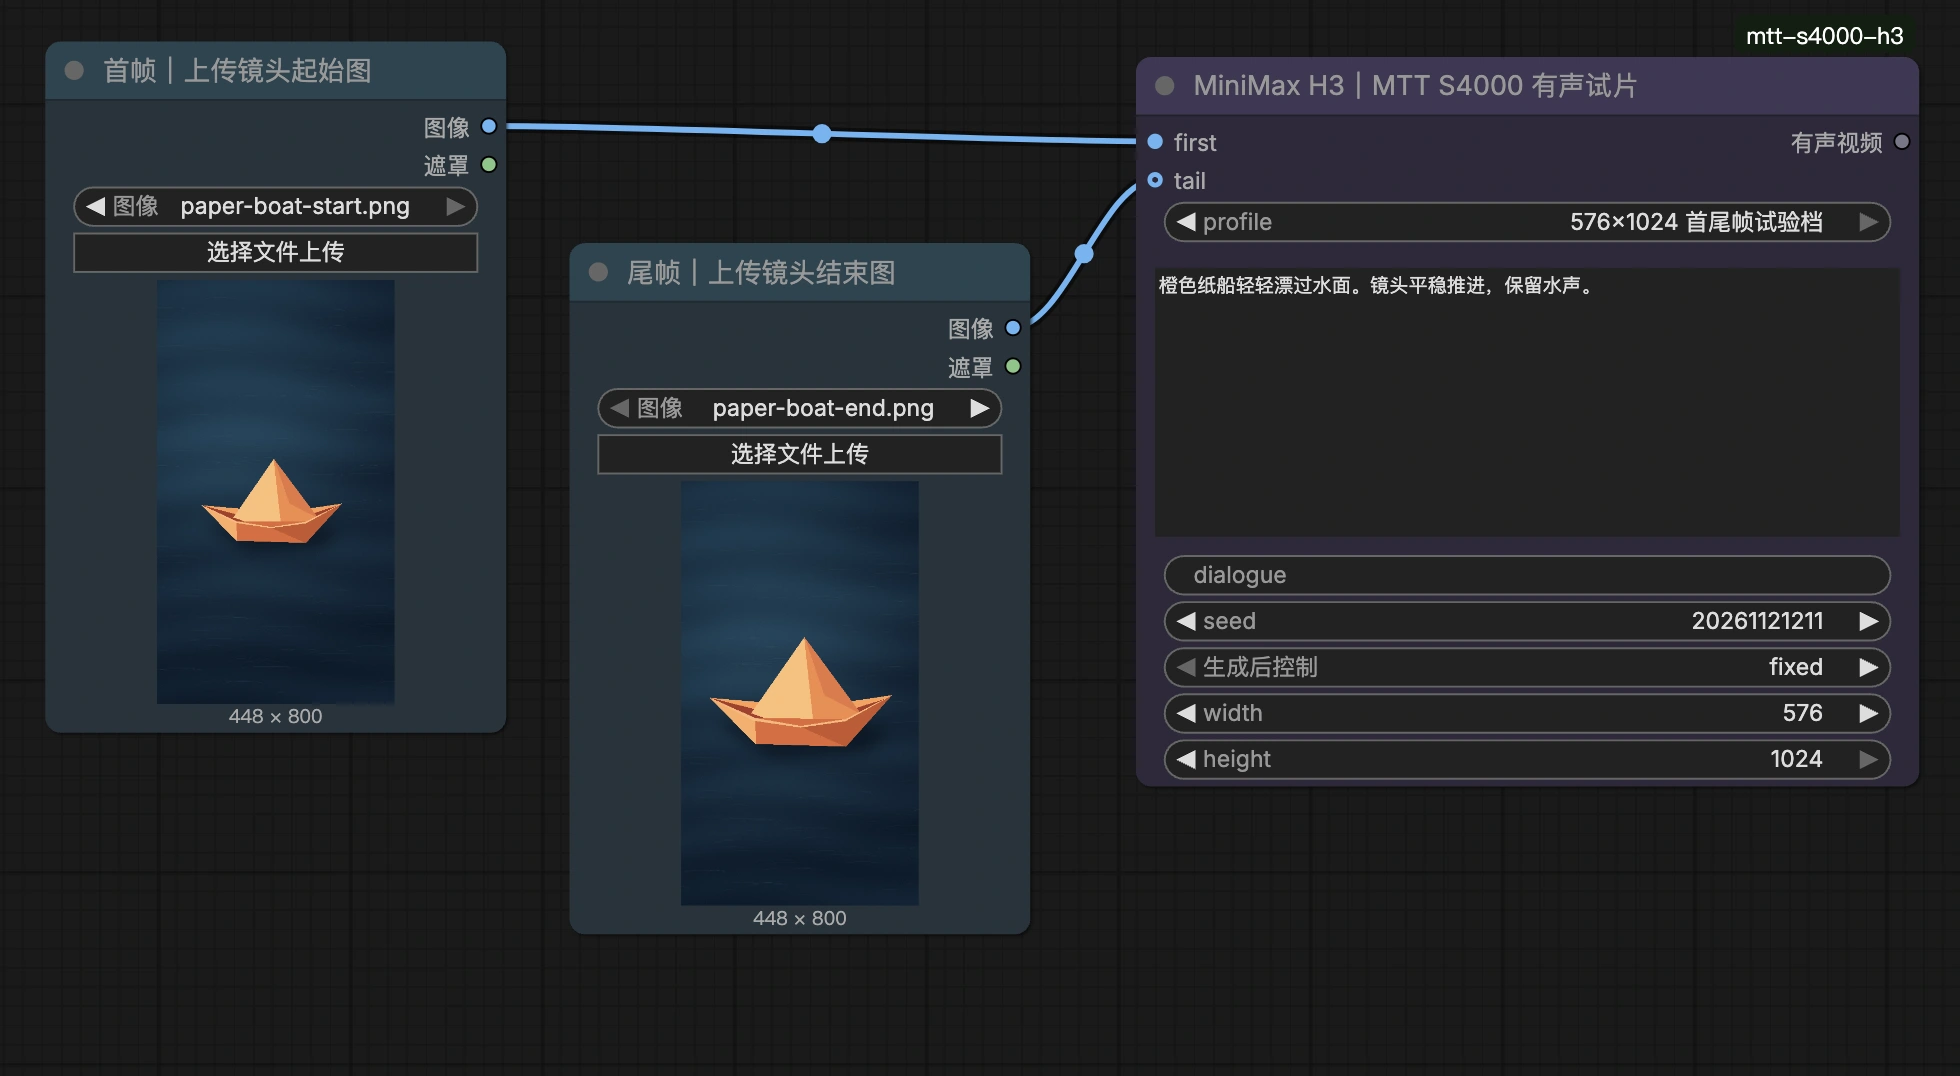 mtt-s4000-h3
首帧 | 上传镜头起始图
图像
遮罩
图像 paper-boat-start.png
选择文件上传
448 × 800
尾帧 | 上传镜头结束图
图像
遮罩
图像 paper-boat-end.png
选择文件上传
448 × 800
MiniMax H3 | MTT S4000 有声试片
first 有声视频
tail
profile 576×1024 首尾帧试验档
橙色纸船轻轻漂过水面。镜头平稳推进，保留水声。
dialogue
seed 20261121211
生成后控制 fixed
width 576
height 1024